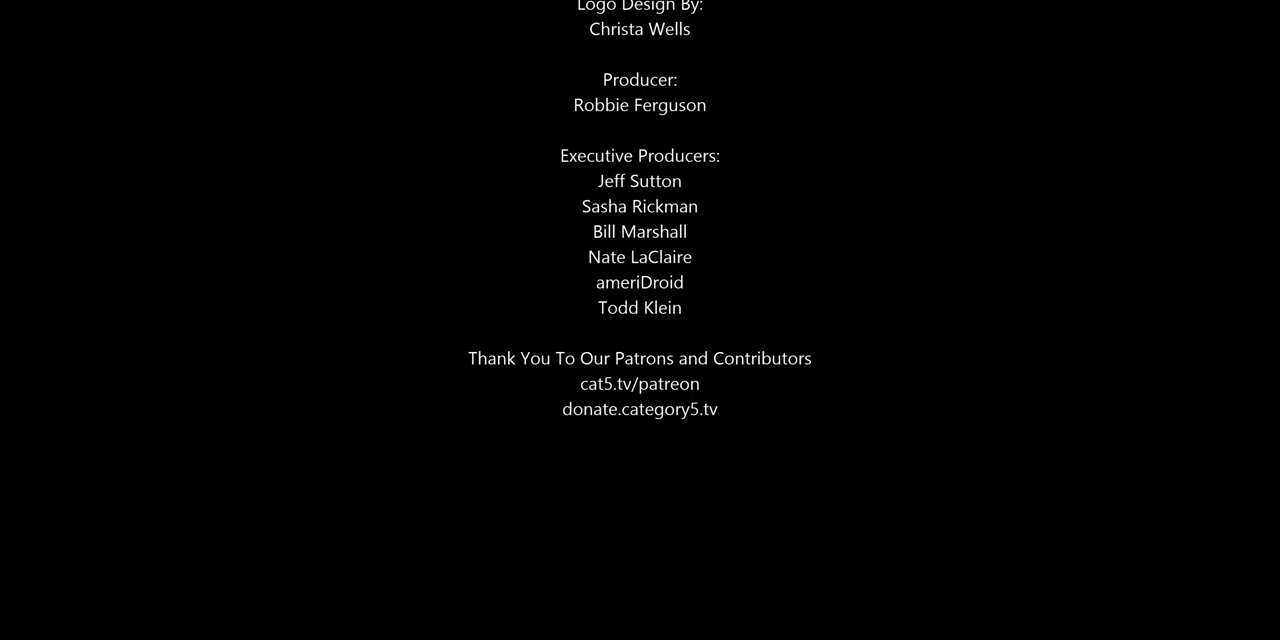 Logo Design By:
Christa Wells
Producer:
Robbie Ferguson
Executive Producers:
Jeff Sutton
Sasha Rickman
Bill Marshall
Nate LaClaire
ameriDroid
Todd Klein
Thank You To Our Patrons and Contributors
cat5.tv/patreon
donate.category5.tv